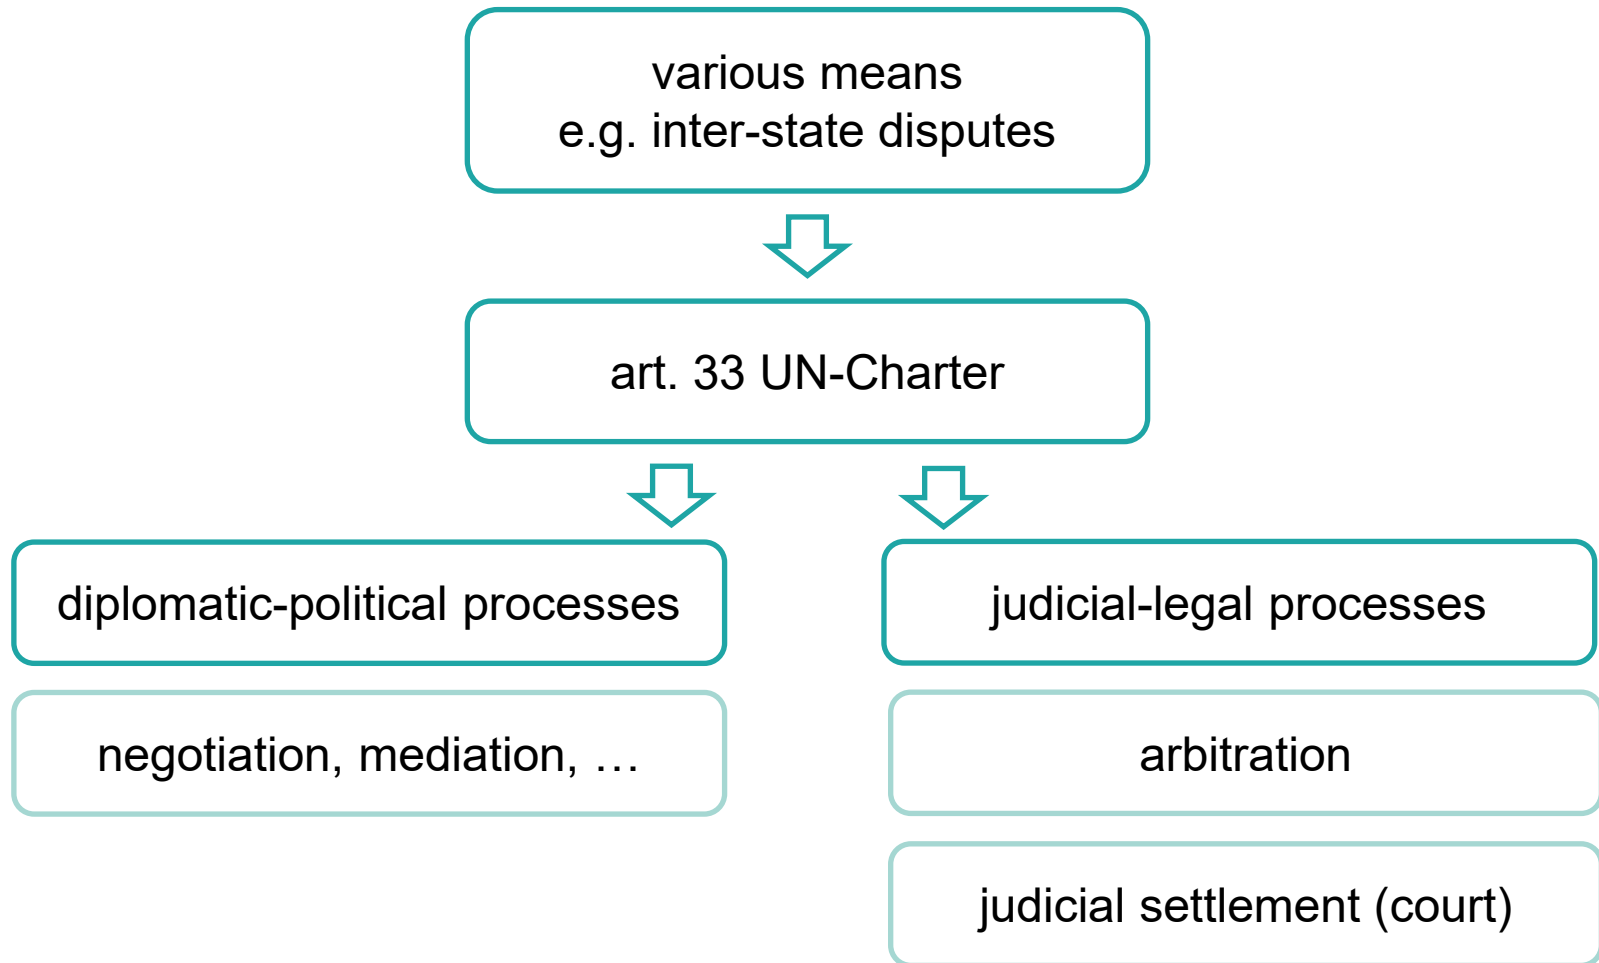 various means
e.g. inter-state disputes
art. 33 UN-Charter
diplomatic-political processes
judicial-legal processes
negotiation, mediation, …
arbitration
judicial settlement (court)